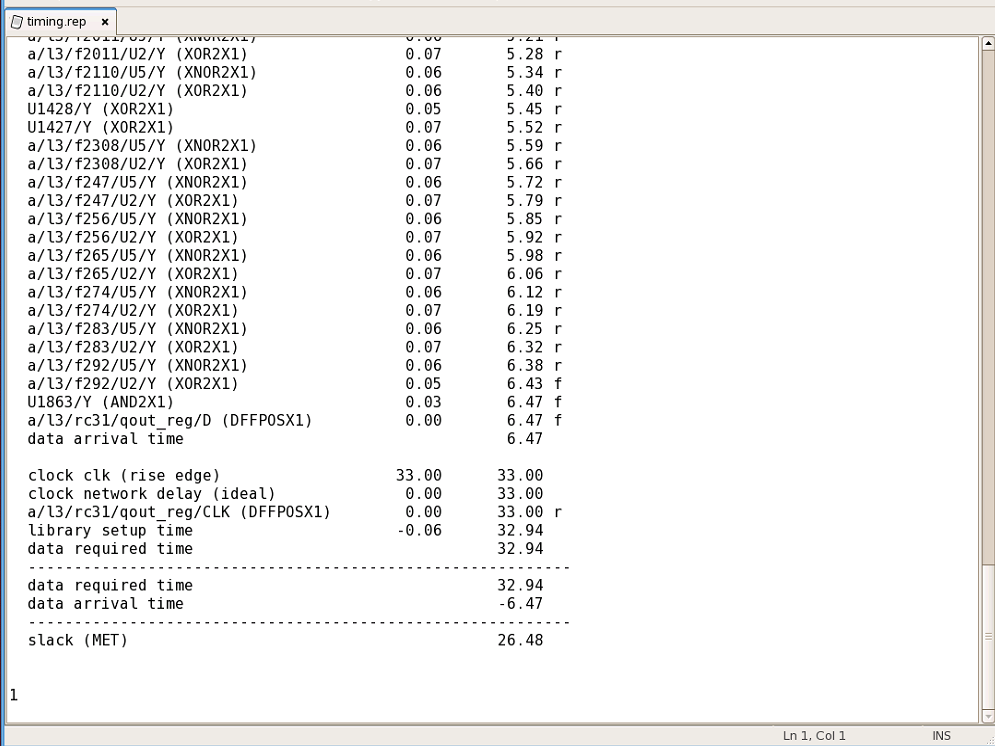 timing.rep
a/l3/f2011/U5/Y (XNOR2X1) 0.06 5.21 r
a/l3/f2011/U2/Y (XOR2X1) 0.07 5.28 r
a/l3/f2110/U5/Y (XNOR2X1) 0.06 5.34 r
a/l3/f2110/U2/Y (XOR2X1) 0.06 5.40 r
U1428/Y (XOR2X1) 0.05 5.45 r
U1427/Y (XOR2X1) 0.07 5.52 r
a/l3/f2308/U5/Y (XNOR2X1) 0.06 5.59 r
a/l3/f2308/U2/Y (XOR2X1) 0.07 5.66 r
a/l3/f247/U5/Y (XNOR2X1) 0.06 5.72 r
a/l3/f247/U2/Y (XOR2X1) 0.07 5.79 r
a/l3/f256/U5/Y (XNOR2X1) 0.06 5.85 r
a/l3/f256/U2/Y (XOR2X1) 0.07 5.92 r
a/l3/f265/U5/Y (XNOR2X1) 0.06 5.98 r
a/l3/f265/U2/Y (XOR2X1) 0.07 6.06 r
a/l3/f274/U5/Y (XNOR2X1) 0.06 6.12 r
a/l3/f274/U2/Y (XOR2X1) 0.07 6.19 r
a/l3/f283/U5/Y (XNOR2X1) 0.06 6.25 r
a/l3/f283/U2/Y (XOR2X1) 0.07 6.32 r
a/l3/f292/U5/Y (XNOR2X1) 0.06 6.38 r
a/l3/f292/U2/Y (XOR2X1) 0.05 6.43 f
U1863/Y (AND2X1) 0.03 6.47 f
a/l3/rc31/qout_reg/D (DFFPOSX1) 0.00 6.47 f
data arrival time 6.47
clock clk (rise edge) 33.00 33.00
clock network delay (ideal) 0.00 33.00
a/l3/rc31/qout_reg/CLK (DFFPOSX1) 0.00 33.00 r
library setup time -0.06 32.94
data required time 32.94
-----------------------------------------------------------
data required time 32.94
data arrival time -6.47
-----------------------------------------------------------
slack (MET) 26.48
1
Ln 1, Col 1 INS